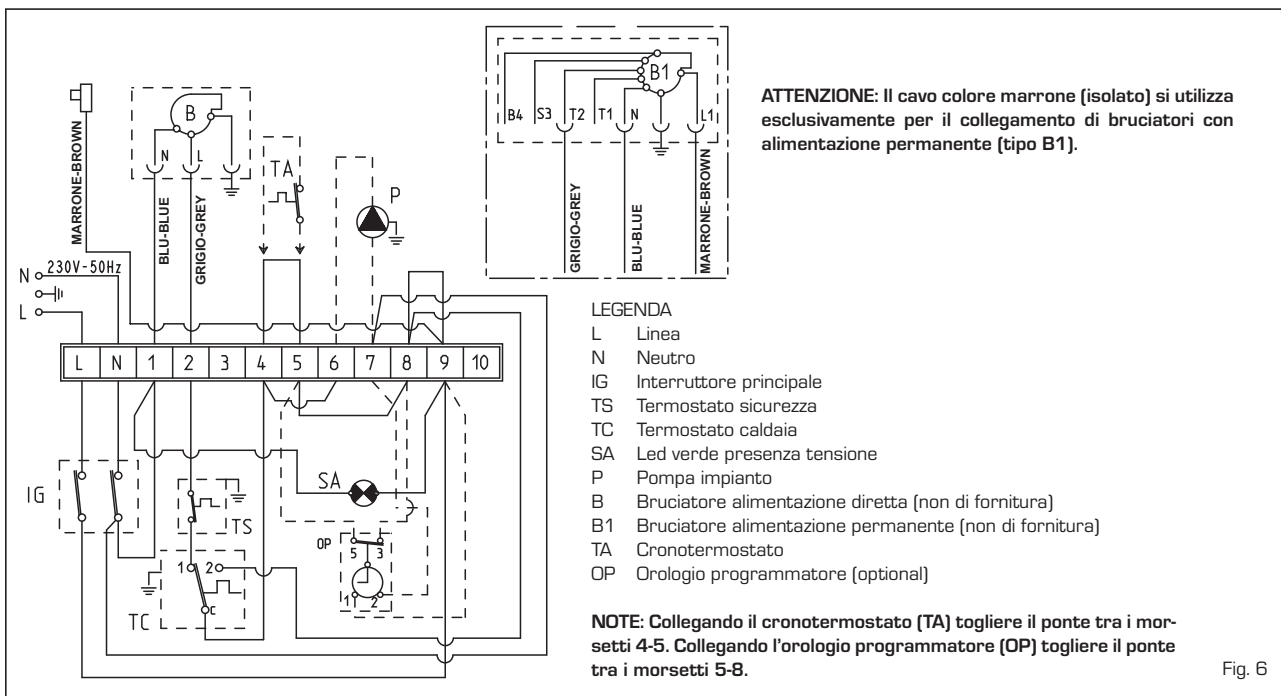 MARRONE-BROWN
B
N
L
BLU-BLUE
GRIGIO-GREY
TA
P
N 230V-50Hz
L
L N 1 2 3 4 5 6 7 8 9 10
IG
TS
1 2
C
TC
SA
OP
5 3
1 2
B1
B4 S3 T2 T1 N L1
GRIGIO-GREY
BLU-BLUE
MARRONE-BROWN
ATTENZIONE: Il cavo colore marrone (isolato) si utilizza
esclusivamente per il collegamento di bruciatori con
alimentazione permanente (tipo B1).
LEGENDA
L Linea
N Neutro
IG Interruttore principale
TS Termostato sicurezza
TC Termostato caldaia
SA Led verde presenza tensione
P Pompa impianto
B Bruciatore alimentazione diretta (non di fornitura)
B1 Bruciatore alimentazione permanente (non di fornitura)
TA Cronotermostato
OP Orologio programmatore (optional)
NOTE: Collegando il cronotermostato (TA) togliere il ponte tra i mor-
setti 4-5. Collegando l'orologio programmatore (OP) togliere il ponte
tra i morsetti 5-8.
Fig. 6